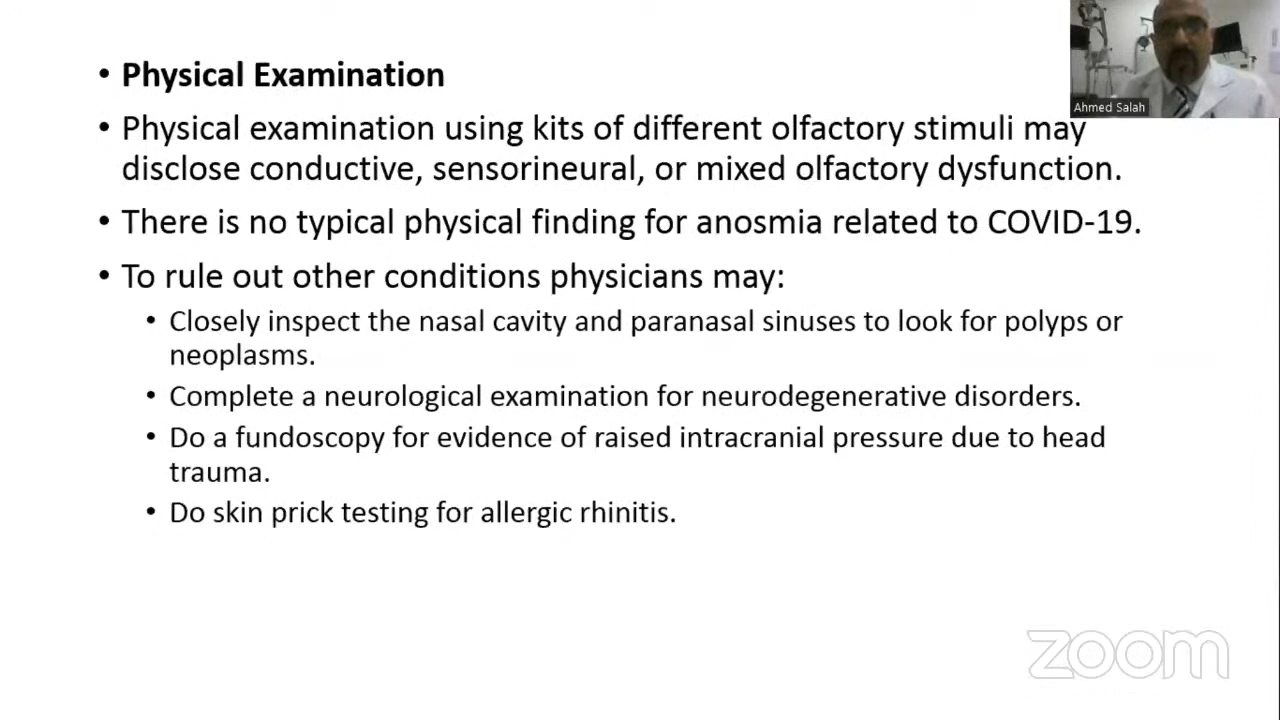 • Physical Examination
• Physical examination using kits of different olfactory stimuli may
disclose conductive, sensorineural, or mixed olfactory dysfunction.
• There is no typical physical finding for anosmia related to COVID-19.
• To rule out other conditions physicians may:
• Closely inspect the nasal cavity and paranasal sinuses to look for polyps or
neoplasms.
• Complete a neurological examination for neurodegenerative disorders.
• Do a fundoscopy for evidence of raised intracranial pressure due to head
trauma.
• Do skin prick testing for allergic rhinitis.
Ahmed Salah
zoom